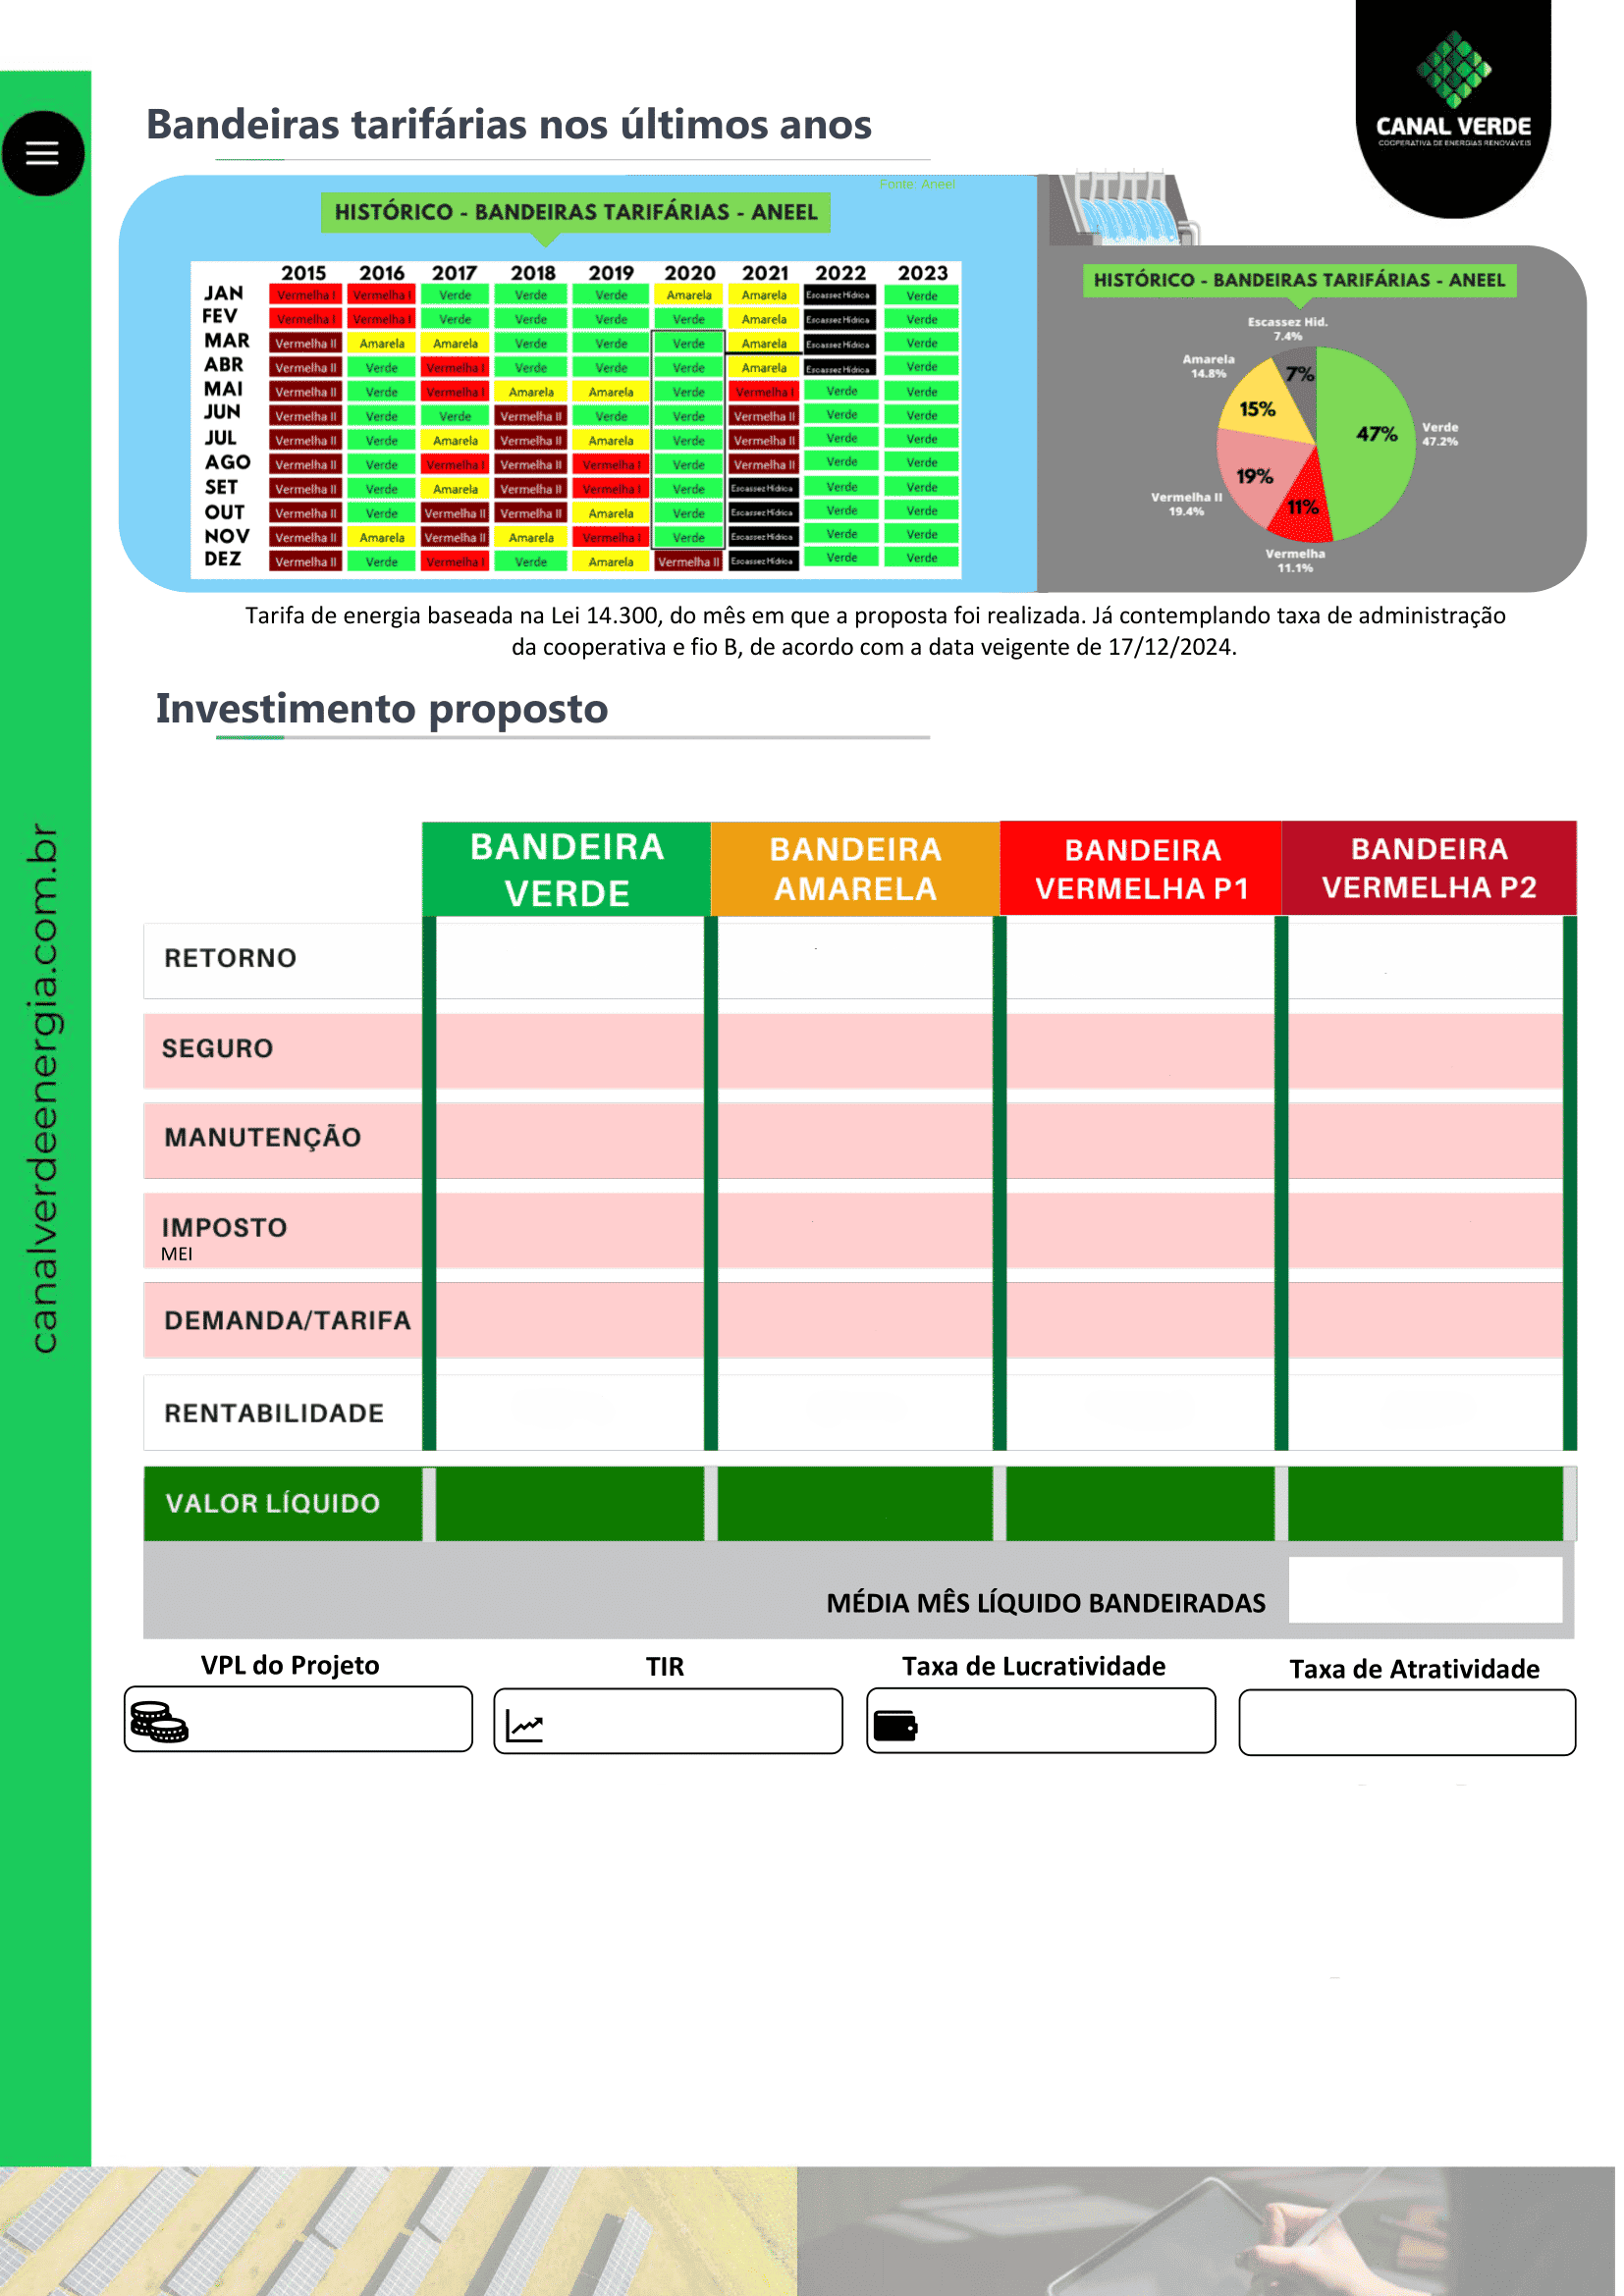 CANAL VERDE
COOPERATIVA DE ENERGIAS RENOVÁVEIS
Bandeiras tarifárias nos últimos anos
Fonte: Aneel
HISTÓRICO - BANDEIRAS TARIFÁRIAS - ANEEL
2015 2016 2017 2018 2019 2020 2021 2022 2023
JAN Vermelha I Vermelha I Verde Verde Verde Amarela Amarela Escassez Hídrica Verde
FEV Vermelha I Vermelha I Verde Verde Verde Verde Amarela Escassez Hídrica Verde
MAR Vermelha II Amarela Amarela Verde Verde Verde Amarela Escassez Hídrica Verde
ABR Vermelha II Verde Vermelha I Verde Verde Verde Amarela Escassez Hídrica Verde
MAI Vermelha II Verde Vermelha I Amarela Amarela Verde Vermelha I Verde Verde
JUN Vermelha II Verde Verde Vermelha II Verde Verde Vermelha II Verde Verde
JUL Vermelha II Verde Amarela Vermelha II Amarela Verde Vermelha II Verde Verde
AGO Vermelha II Verde Vermelha I Vermelha II Vermelha I Verde Vermelha II Verde Verde
SET Vermelha II Verde Amarela Vermelha II Vermelha I Verde Escassez Hídrica Verde Verde
OUT Vermelha II Verde Vermelha II Vermelha II Amarela Verde Escassez Hídrica Verde Verde
NOV Vermelha II Amarela Vermelha II Amarela Vermelha I Verde Escassez Hídrica Verde Verde
DEZ Vermelha II Verde Vermelha I Verde Amarela Vermelha II Escassez Hídrica Verde Verde
HISTÓRICO - BANDEIRAS TARIFÁRIAS - ANEEL
Escassez Hid.
7.4%
Amarela
14.8%
7%
15%
47%
Verde
47.2%
19%
Vermelha II
19.4%
11%
Vermelha
11.1%
Tarifa de energia baseada na Lei 14.300, do mês em que a proposta foi realizada. Já contemplando taxa de administração
da cooperativa e fio B, de acordo com a data veigente de 17/12/2024.
Investimento proposto
BANDEIRA VERDE
BANDEIRA AMARELA
BANDEIRA VERMELHA P1
BANDEIRA VERMELHA P2
RETORNO
SEGURO
MANUTENÇÃO
IMPOSTO
MEI
DEMANDA/TARIFA
RENTABILIDADE
VALOR LÍQUIDO
MÉDIA MÊS LÍQUIDO BANDEIRADAS
VPL do Projeto
TIR
Taxa de Lucratividade
Taxa de Atratividade
canalverdeenergia.com.br